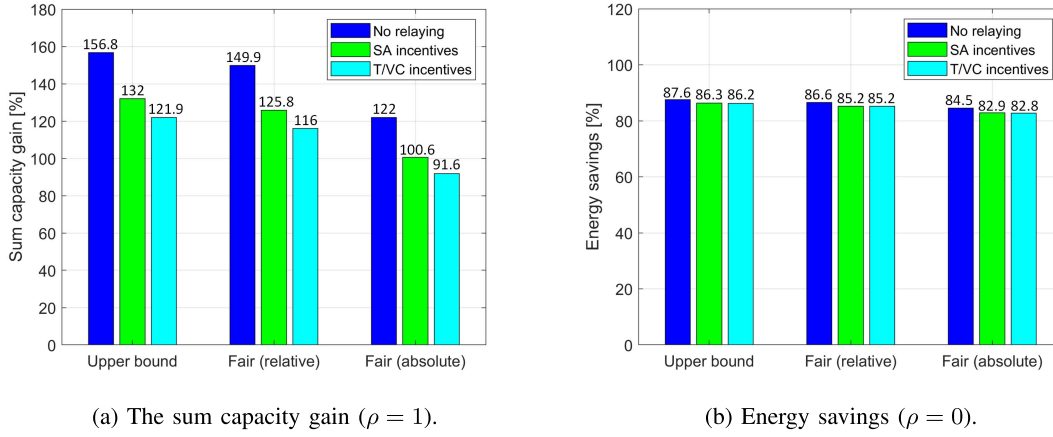 180
160
140
120
100
80
60
40
20
0
Sum capacity gain [%]
No relaying
SA incentives
T/VC incentives
156.8
132
121.9
149.9
125.8
116
122
100.6
91.6
Upper bound Fair (relative) Fair (absolute)
(a) The sum capacity gain (ρ = 1).
120
100
80
60
40
20
0
Energy savings [%]
No relaying
SA incentives
T/VC incentives
87.6 86.3 86.2
86.6 85.2 85.2
84.5 82.9 82.8
Upper bound Fair (relative) Fair (absolute)
(b) Energy savings (ρ = 0).